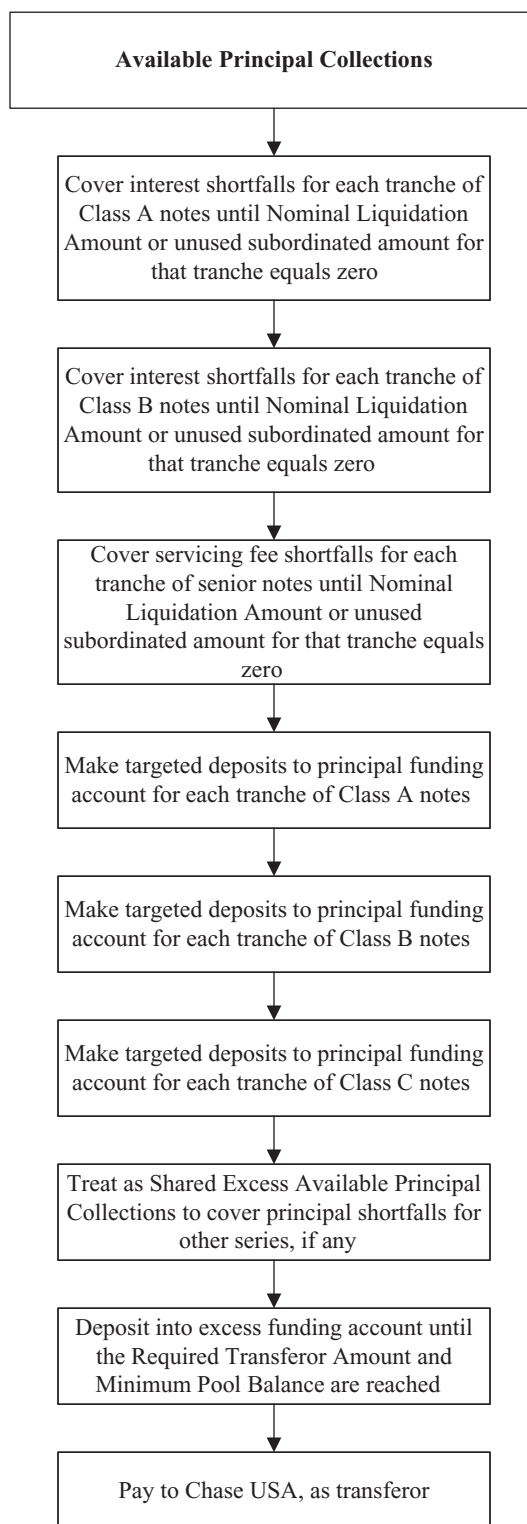 Available Principal Collections
Cover interest shortfalls for each tranche of
Class A notes until Nominal Liquidation
Amount or unused subordinated amount for
that tranche equals zero
Cover interest shortfalls for each tranche of
Class B notes until Nominal Liquidation
Amount or unused subordinated amount for
that tranche equals zero
Cover servicing fee shortfalls for each
tranche of senior notes until Nominal
Liquidation Amount or unused
subordinated amount for that tranche equals
zero
Make targeted deposits to principal funding
account for each tranche of Class A notes
Make targeted deposits to principal funding
account for each tranche of Class B notes
Make targeted deposits to principal funding
account for each tranche of Class C notes
Treat as Shared Excess Available Principal
Collections to cover principal shortfalls for
other series, if any
Deposit into excess funding account until
the Required Transferor Amount and
Minimum Pool Balance are reached
Pay to Chase USA, as transferor